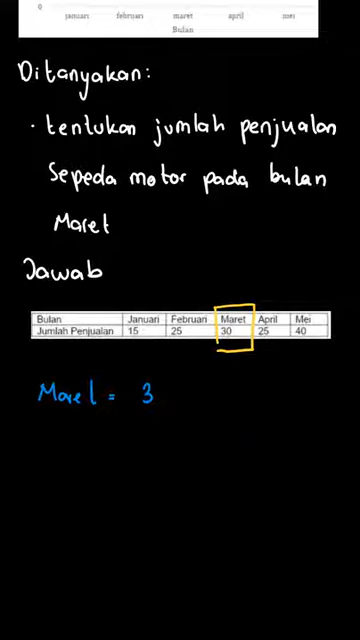 0
januari februari maret april mei
Bulan
Ditanyakan:
• tentukan jumlah penjualan
Sepeda motor pada bulan
Maret
Jawab
Bulan Januari Februari Maret April Mei
Jumlah Penjualan 15 25 30 25 40
Maret = 3